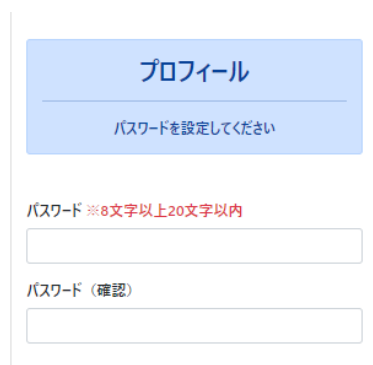 プロフィール
パスワードを設定してください
パスワード ※8文字以上20文字以内
パスワード（確認）